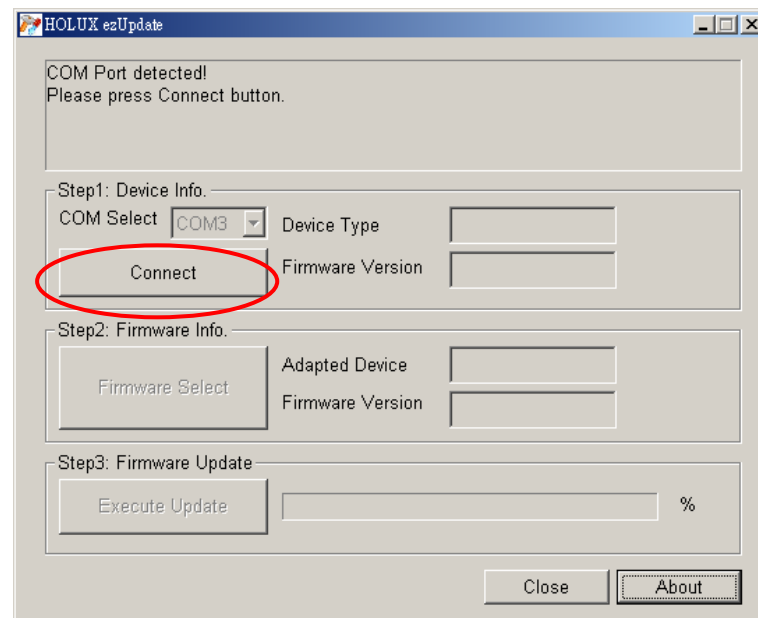 HOLUX ezUpdate
COM Port detected!
Please press Connect button.
Step1: Device Info.
COM Select COM3 Device Type
Connect Firmware Version
Step2: Firmware Info.
Firmware Select Adapted Device
Firmware Version
Step3: Firmware Update
Execute Update %
Close About